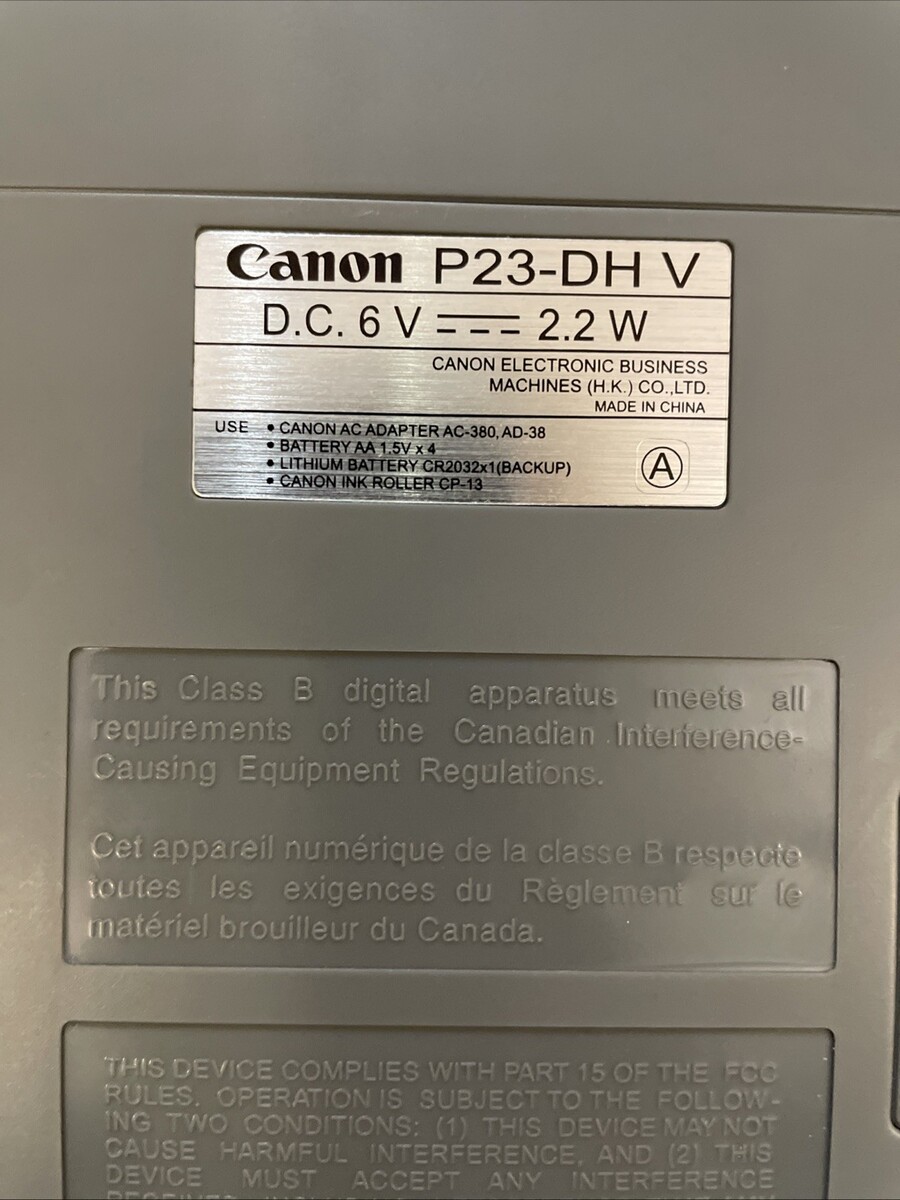 Canon P23-DH V
D.C. 6 V 2.2 W
CANON ELECTRONIC BUSINESS
MACHINES (H.K.) CO.,LTD.
MADE IN CHINA
USE • CANON AC ADAPTER AC-380, AD-38
• BATTERY AA 1.5V x 4
• LITHIUM BATTERY CR2032x1(BACKUP)
• CANON INK ROLLER CP-13
A
This Class B digital apparatus meets all
requirements of the Canadian Interference-
Causing Equipment Regulations.
Cet appareil numérique de la classe B respecte
toutes les exigences du Règlement sur le
matériel brouilleur du Canada.
THIS DEVICE COMPLIES WITH PART 15 OF THE FCC
RULES. OPERATION IS SUBJECT TO THE FOLLOW-
ING TWO CONDITIONS: (1) THIS DEVICE MAY NOT
CAUSE HARMFUL INTERFERENCE, AND (2) THIS
DEVICE MUST ACCEPT ANY INTERFERENCE